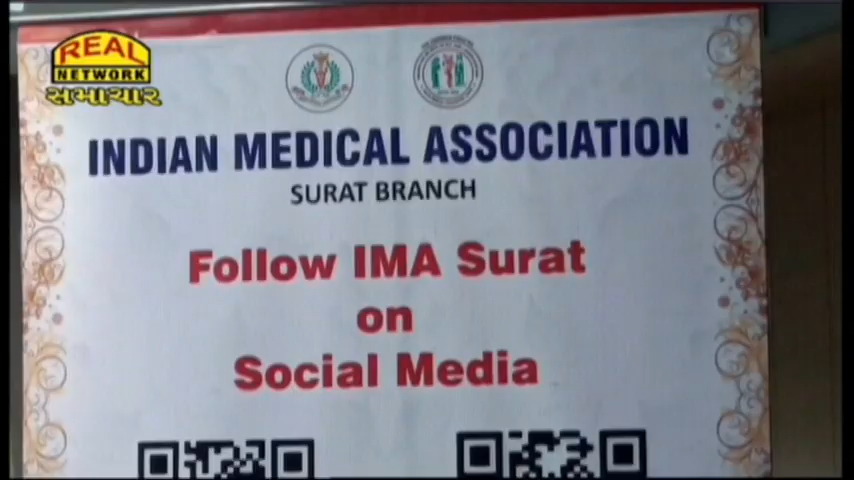 REAL
NETWORK
સમાચાર
INDIAN MEDICAL ASSOCIATION
SURAT BRANCH
Follow IMA Surat
on
Social Media